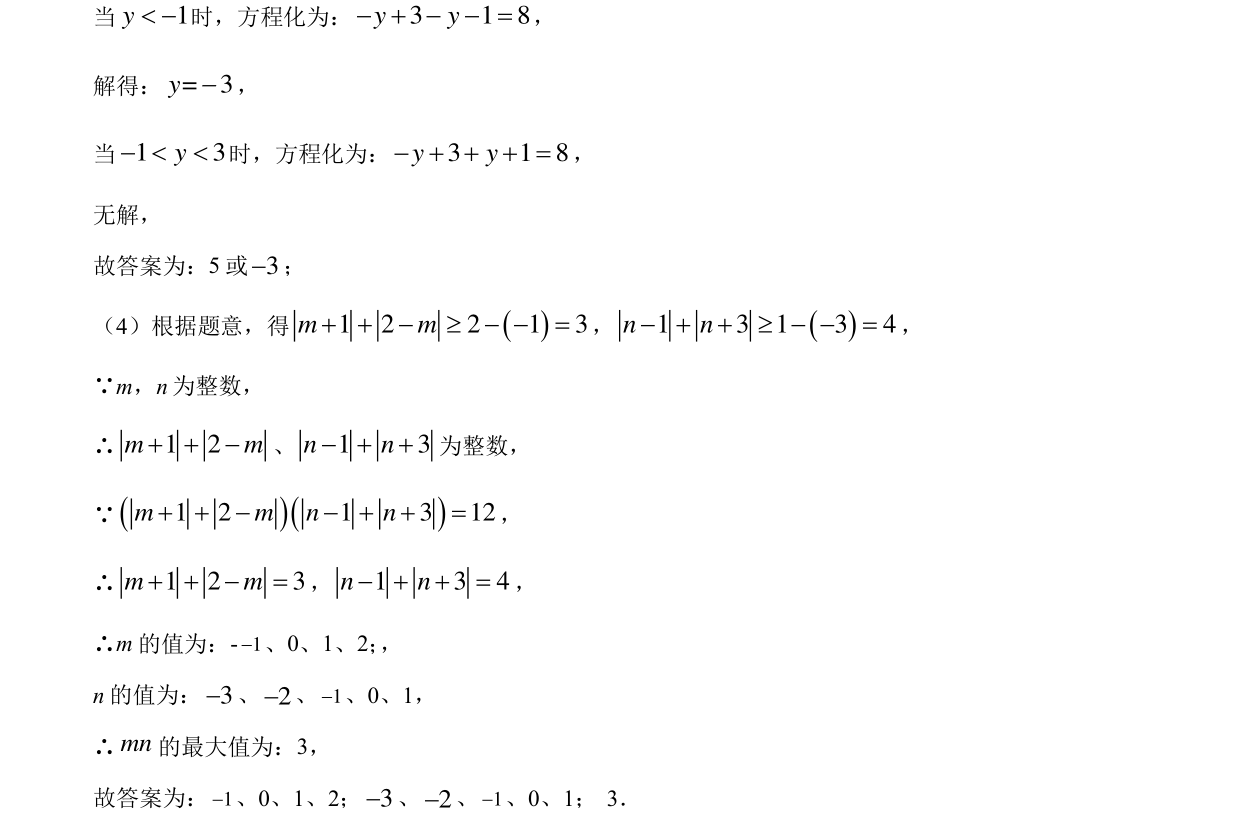 当 y < −1时，方程化为：−y+3−y−1=8，
解得：y=−3，
当−1< y <3时，方程化为：−y+3+y+1=8，
无解，
故答案为：5 或−3；
（4）根据题意，得|m+1|+|2−m| ≥ 2−(−1)=3，|n−1|+|n+3| ≥1−(−3)=4，
∵m，n 为整数，
∴|m+1|+|2−m|、|n−1|+|n+3|为整数，
∵(|m+1|+|2−m|)(|n−1|+|n+3|)=12，
∴|m+1|+|2−m|=3，|n−1|+|n+3|=4，
∴m 的值为：- −1、0、1、2；，
n 的值为：−3、−2、−1、0、1，
∴mn 的最大值为：3，
故答案为：−1、0、1、2；−3、−2、−1、0、1； 3．